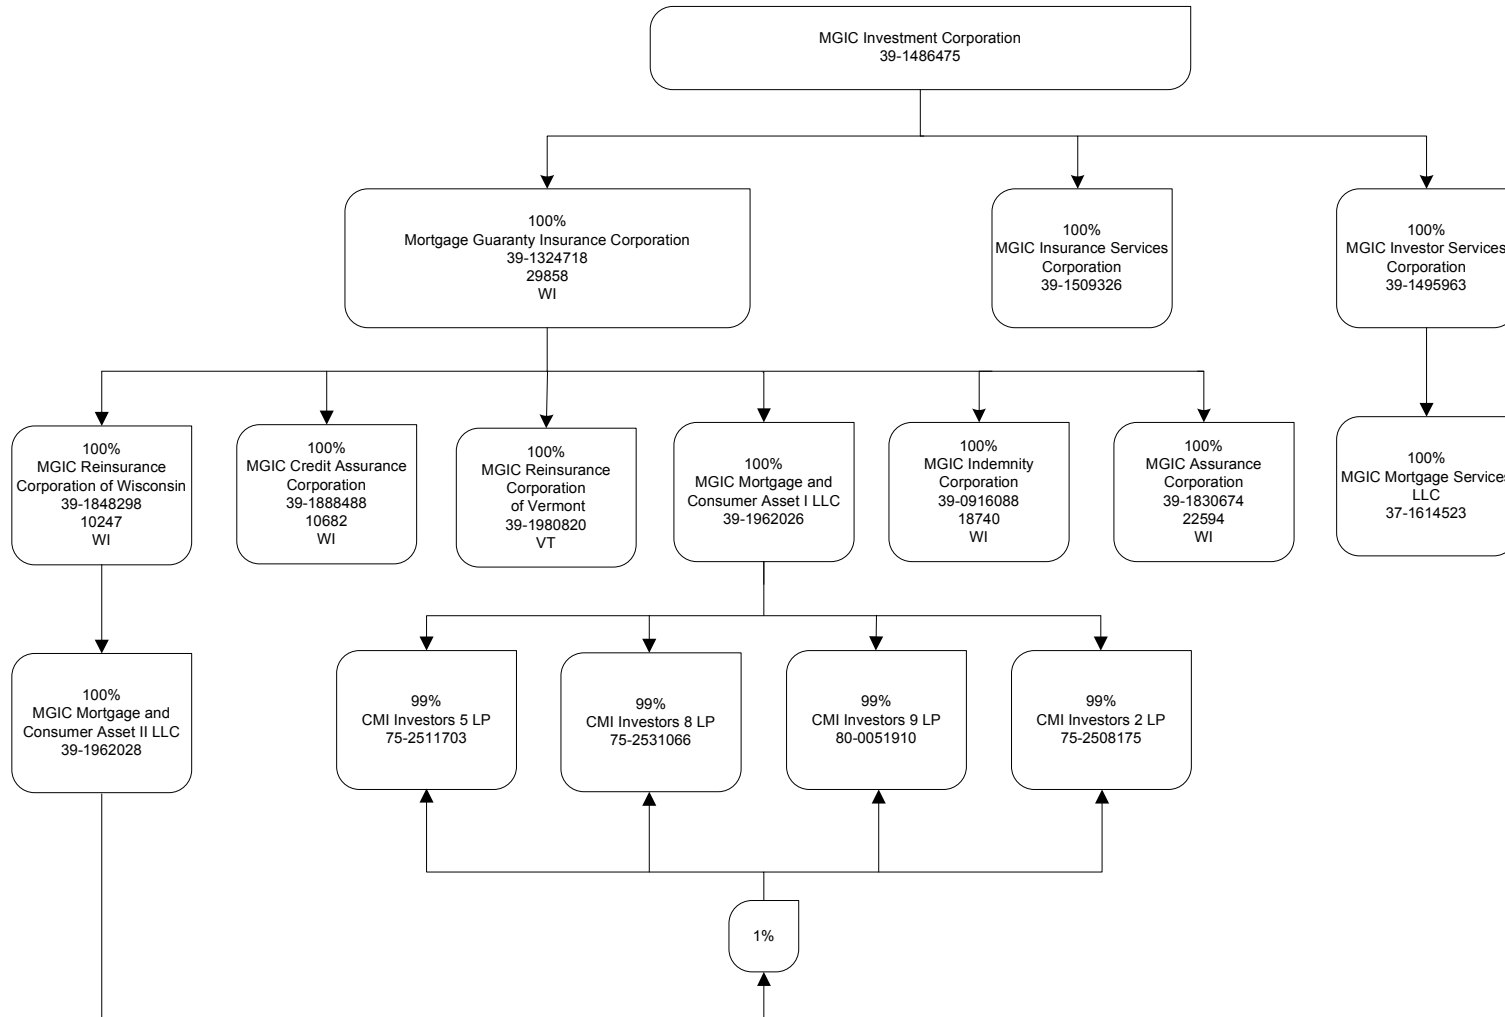 MGIC Investment Corporation
39-1486475
100%
Mortgage Guaranty Insurance Corporation
39-1324718
29858
WI
100%
MGIC Insurance Services
Corporation
39-1509326
100%
MGIC Investor Services
Corporation
39-1495963
100%
MGIC Reinsurance
Corporation of Wisconsin
39-1848298
10247
WI
100%
MGIC Credit Assurance
Corporation
39-1888488
10682
WI
100%
MGIC Reinsurance
Corporation
of Vermont
39-1980820
VT
100%
MGIC Mortgage and
Consumer Asset I LLC
39-1962026
100%
MGIC Indemnity
Corporation
39-0916088
18740
WI
100%
MGIC Assurance
Corporation
39-1830674
22594
WI
100%
MGIC Mortgage Services
LLC
37-1614523
100%
MGIC Mortgage and
Consumer Asset II LLC
39-1962028
99%
CMI Investors 5 LP
75-2511703
99%
CMI Investors 8 LP
75-2531066
99%
CMI Investors 9 LP
80-0051910
99%
CMI Investors 2 LP
75-2508175
1%